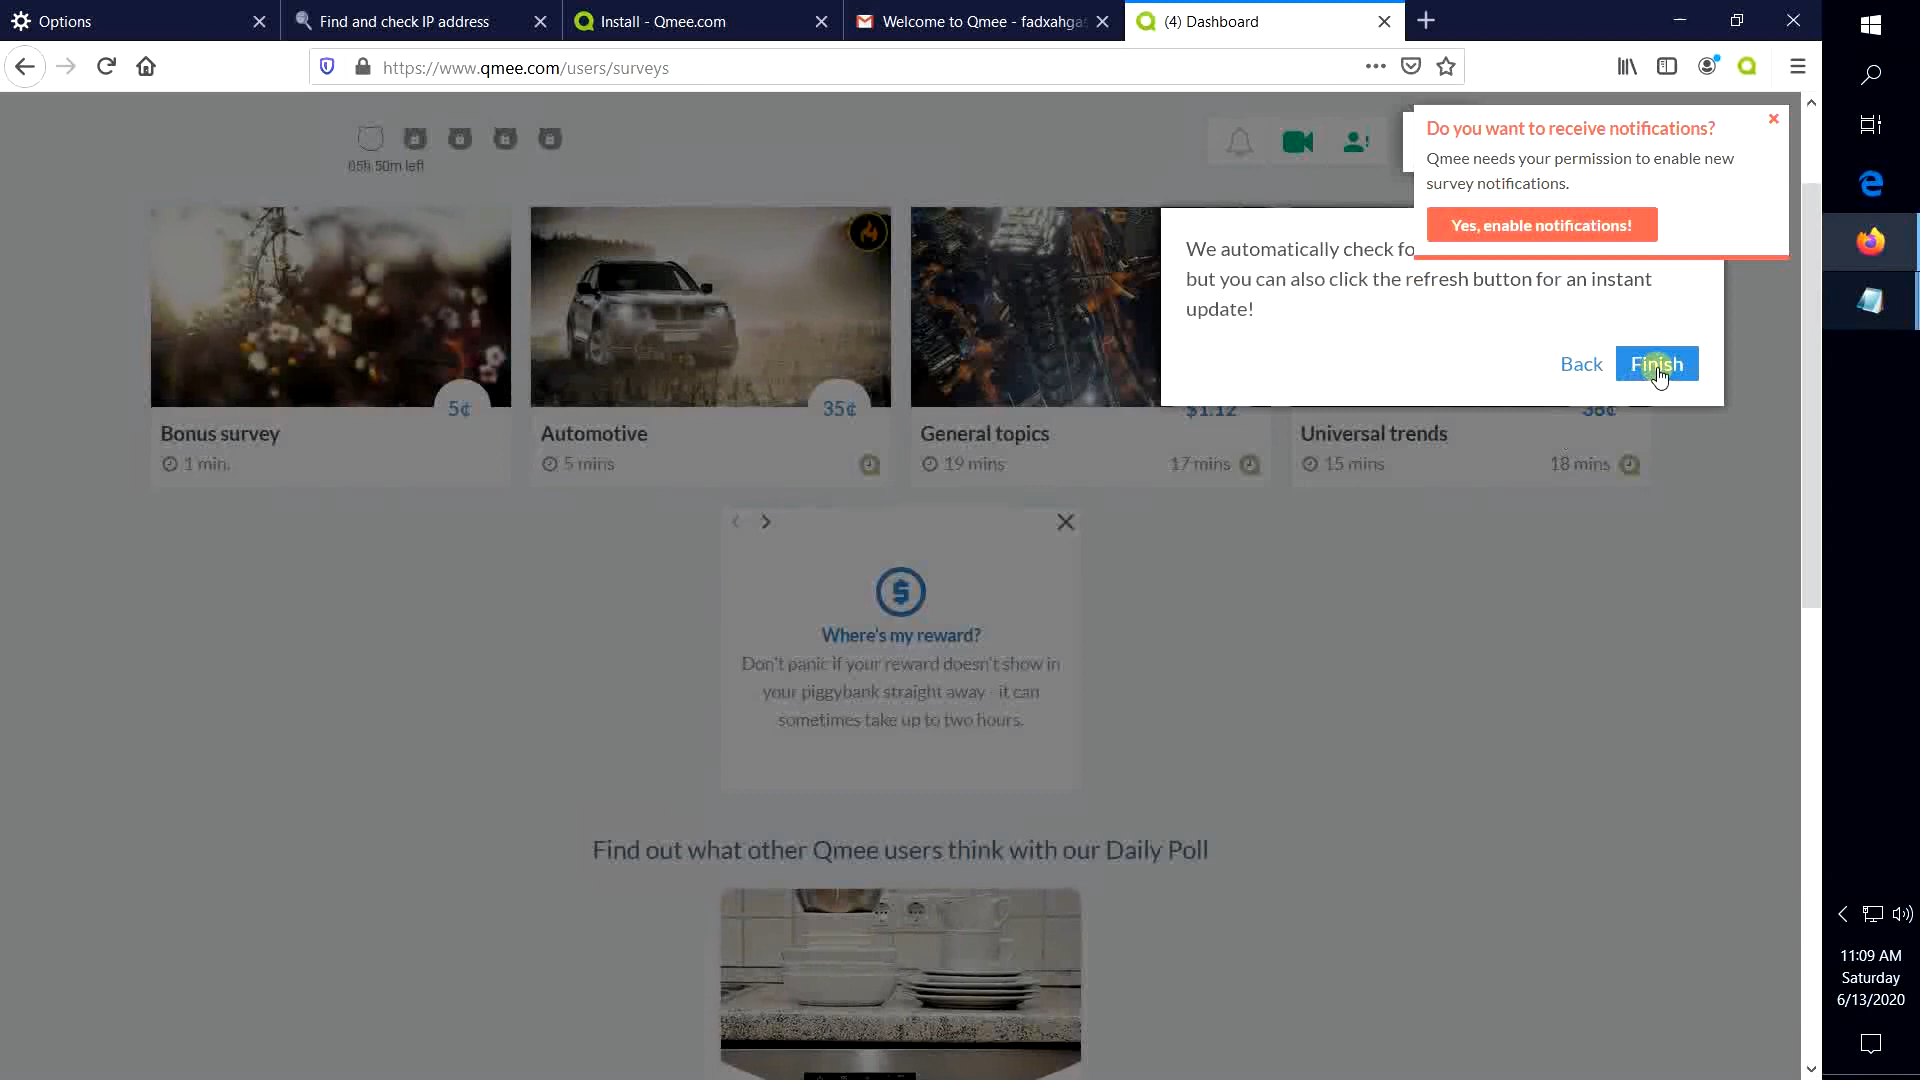 Options
Find and check IP address
Install - Qmee.com
Welcome to Qmee - fadxahga
(4) Dashboard
https://www.qmee.com/users/surveys
05h 50m left
Do you want to receive notifications?
Qmee needs your permission to enable new
survey notifications.
Yes, enable notifications!
We automatically check fo
but you can also click the refresh button for an instant
update!
Back
Finish
5¢
35¢
$1.12
38¢
Bonus survey
Automotive
General topics
Universal trends
1 min.
5 mins
19 mins
17 mins
15 mins
18 mins
Where's my reward?
Don't panic if your reward doesn't show in
your piggybank straight away - it can
sometimes take up to two hours.
Find out what other Qmee users think with our Daily Poll
11:09 AM
Saturday
6/13/2020